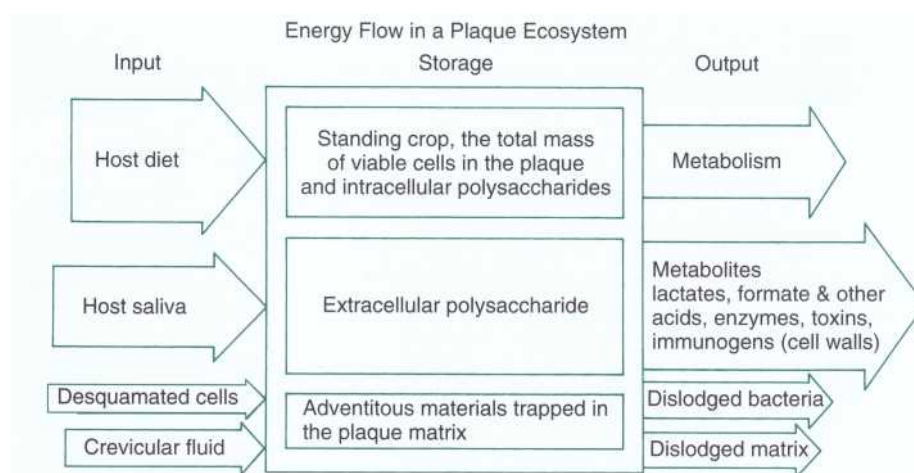 Energy Flow in a Plaque Ecosystem
Input
Storage
Output
Host diet
Standing crop, the total mass
of viable cells in the plaque
and intracellular polysaccharides
Metabolism
Host saliva
Extracellular polysaccharide
Metabolites
lactates, formate & other
acids, enzymes, toxins,
immunogens (cell walls)
Desquamated cells
Adventitous materials trapped in
the plaque matrix
Dislodged bacteria
Crevicular fluid
Dislodged matrix